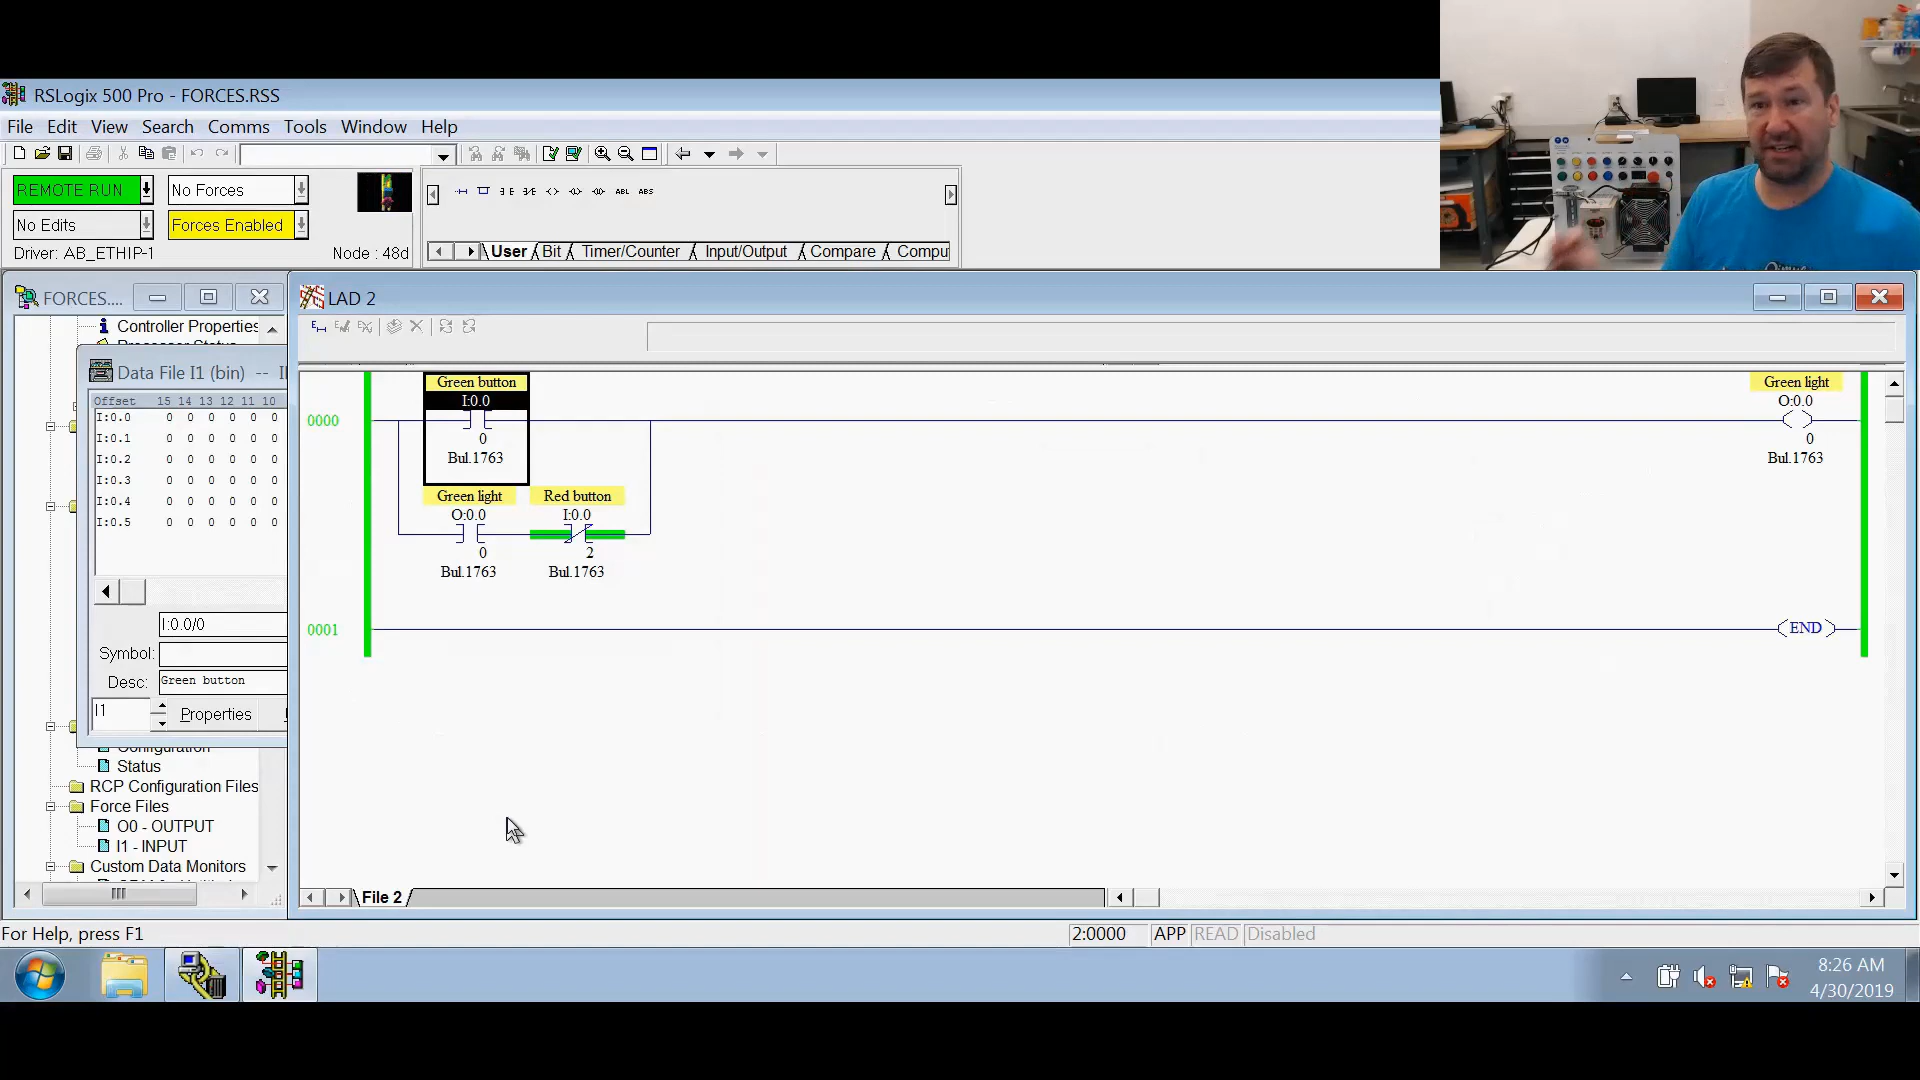 RSLogix 500 Pro - FORCES.RSS
File Edit View Search Comms Tools Window Help
REMOTE RUN
No Forces
No Edits
Forces Enabled
Driver: AB_ETHIP-1
Node : 48d
ABL ABS
User Bit Timer/Counter Input/Output Compare Compu
FORCES....
LAD 2
Controller Properties
Data File I1 (bin) -- I
Offset 15 14 13 12 11 10
I:0.0 0 0 0 0 0 0
I:0.1 0 0 0 0 0 0
I:0.2 0 0 0 0 0 0
I:0.3 0 0 0 0 0 0
I:0.4 0 0 0 0 0 0
I:0.5 0 0 0 0 0 0
I:0.0/0
Symbol:
Desc: Green button
I1
Properties
Configuration
Status
RCP Configuration Files
Force Files
O0 - OUTPUT
I1 - INPUT
Custom Data Monitors
0000
Green button
I:0.0
0
Bul.1763
Green light
O:0.0
0
Bul.1763
Green light
O:0.0
0
Bul.1763
Red button
I:0.0
2
Bul.1763
0001
END
File 2
For Help, press F1
2:0000 APP READ Disabled
8:26 AM
4/30/2019